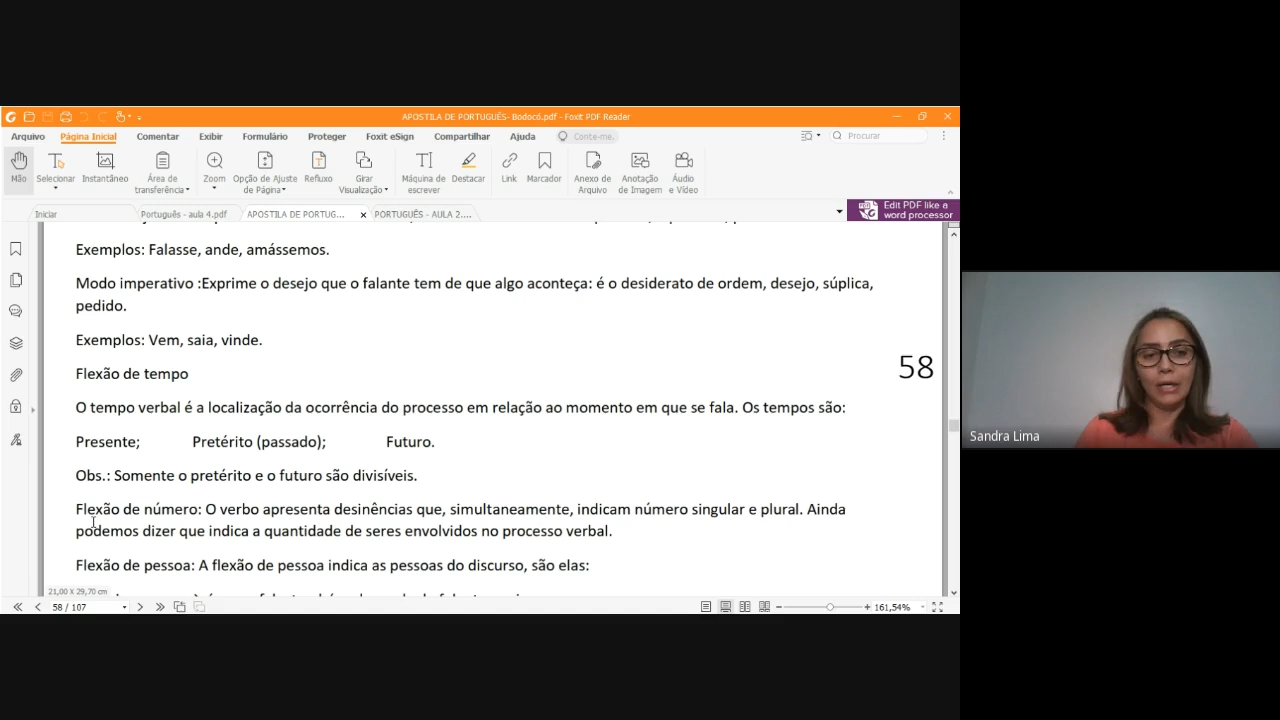 APOSTILA DE PORTUGUÊS- Bodocó.pdf - Foxit PDF Reader
Arquivo Página Inicial Comentar Exibir Formulário Proteger Foxit eSign Compartilhar Ajuda Conte-me. Procurar
Mão Selecionar Instantâneo Área de transferência Zoom Opção de Ajuste de Página Refluxo Girar Visualização Máquina de escrever Destacar Link Marcador Anexo de Arquivo Anotação de Imagem Áudio e Vídeo
Iniciar Português - aula 4.pdf APOSTILA DE PORTUG... PORTUGUÊS - AULA 2.... Edit PDF like a word processor
Exemplos: Falasse, ande, amássemos.
Modo imperativo :Exprime o desejo que o falante tem de que algo aconteça: é o desiderato de ordem, desejo, súplica,
pedido.
Exemplos: Vem, saia, vinde.
58
Flexão de tempo
O tempo verbal é a localização da ocorrência do processo em relação ao momento em que se fala. Os tempos são:
Presente; Pretérito (passado); Futuro.
Obs.: Somente o pretérito e o futuro são divisíveis.
Flexão de número: O verbo apresenta desinências que, simultaneamente, indicam número singular e plural. Ainda
podemos dizer que indica a quantidade de seres envolvidos no processo verbal.
Flexão de pessoa: A flexão de pessoa indica as pessoas do discurso, são elas:
21,00 X 29,70 cm
58 / 107 161,54%
Sandra Lima